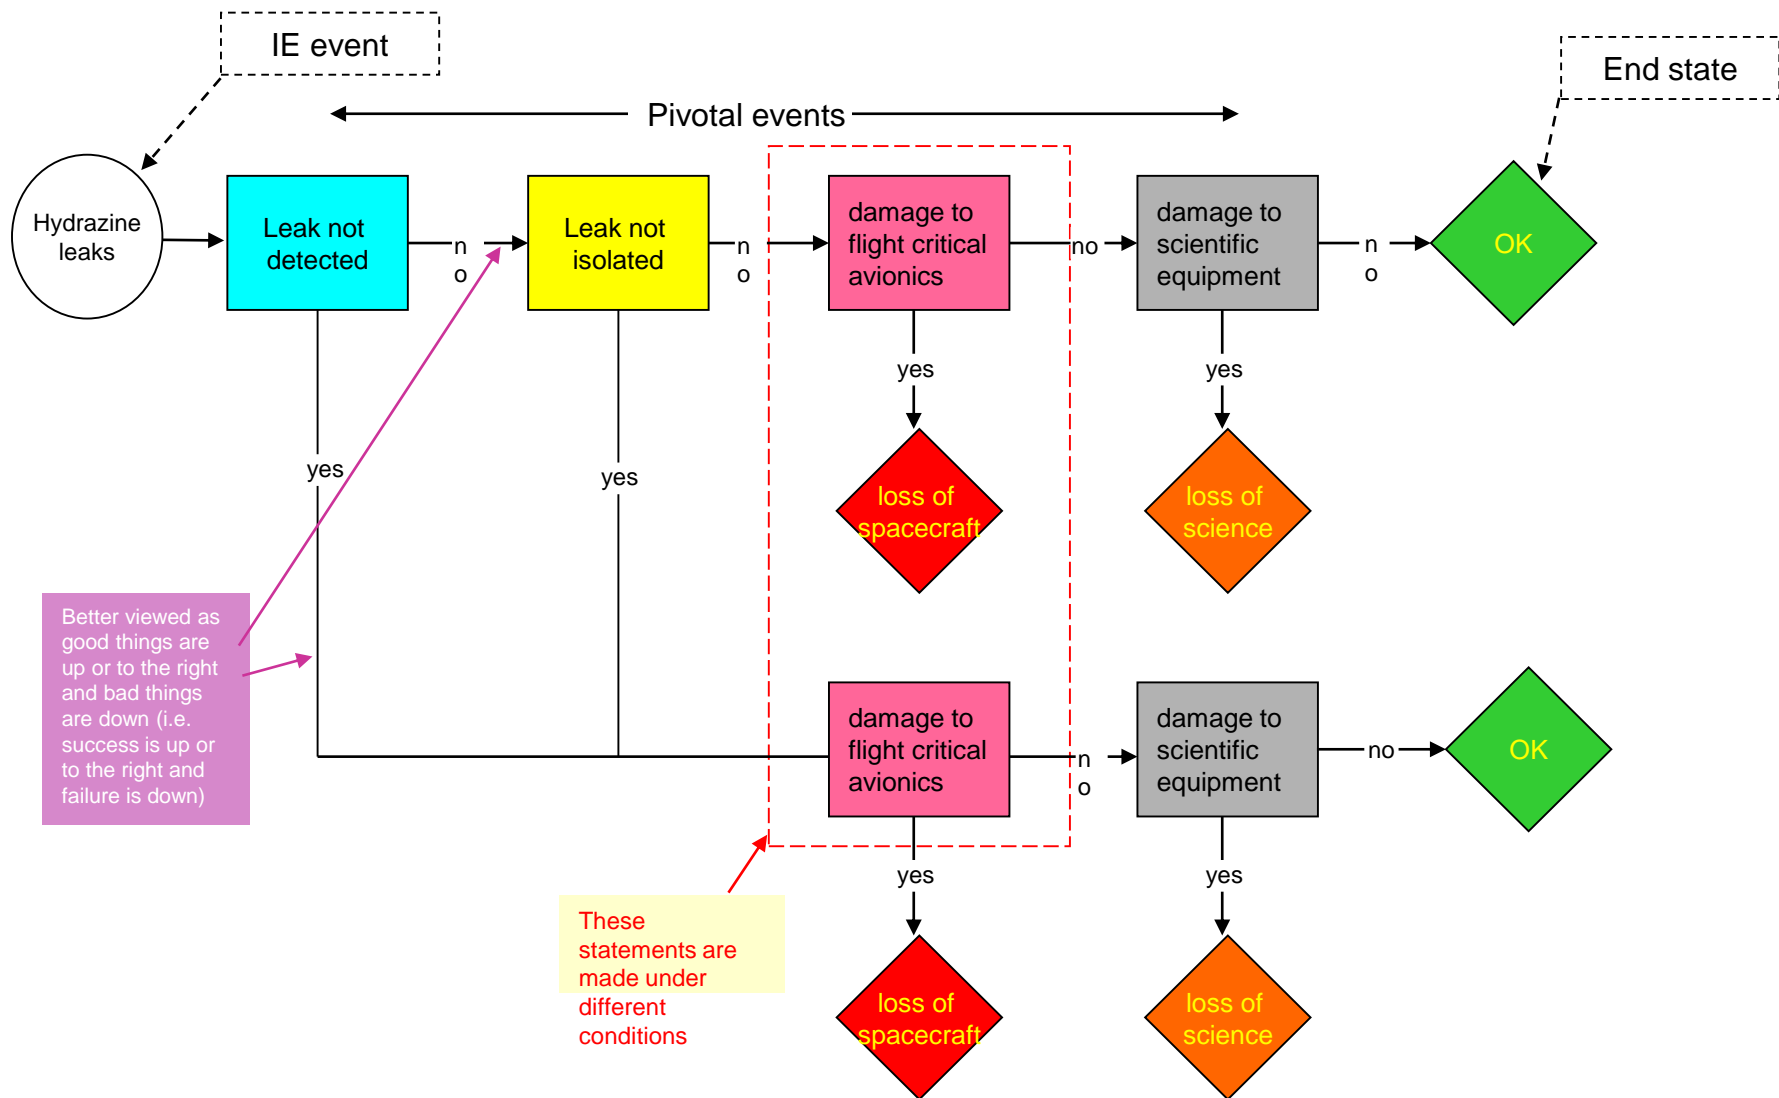 IE event
End state
Pivotal events
Hydrazine
leaks
Leak not
detected
n
o
Leak not
isolated
n
o
damage to
flight critical
avionics
no
damage to
scientific
equipment
n
o
OK
yes
yes
yes
yes
loss of
spacecraft
loss of
science
Better viewed as
good things are
up or to the right
and bad things
are down (i.e.
success is up or
to the right and
failure is down)
damage to
flight critical
avionics
n
o
damage to
scientific
equipment
no
OK
yes
yes
These
statements are
made under
different
conditions
loss of
spacecraft
loss of
science